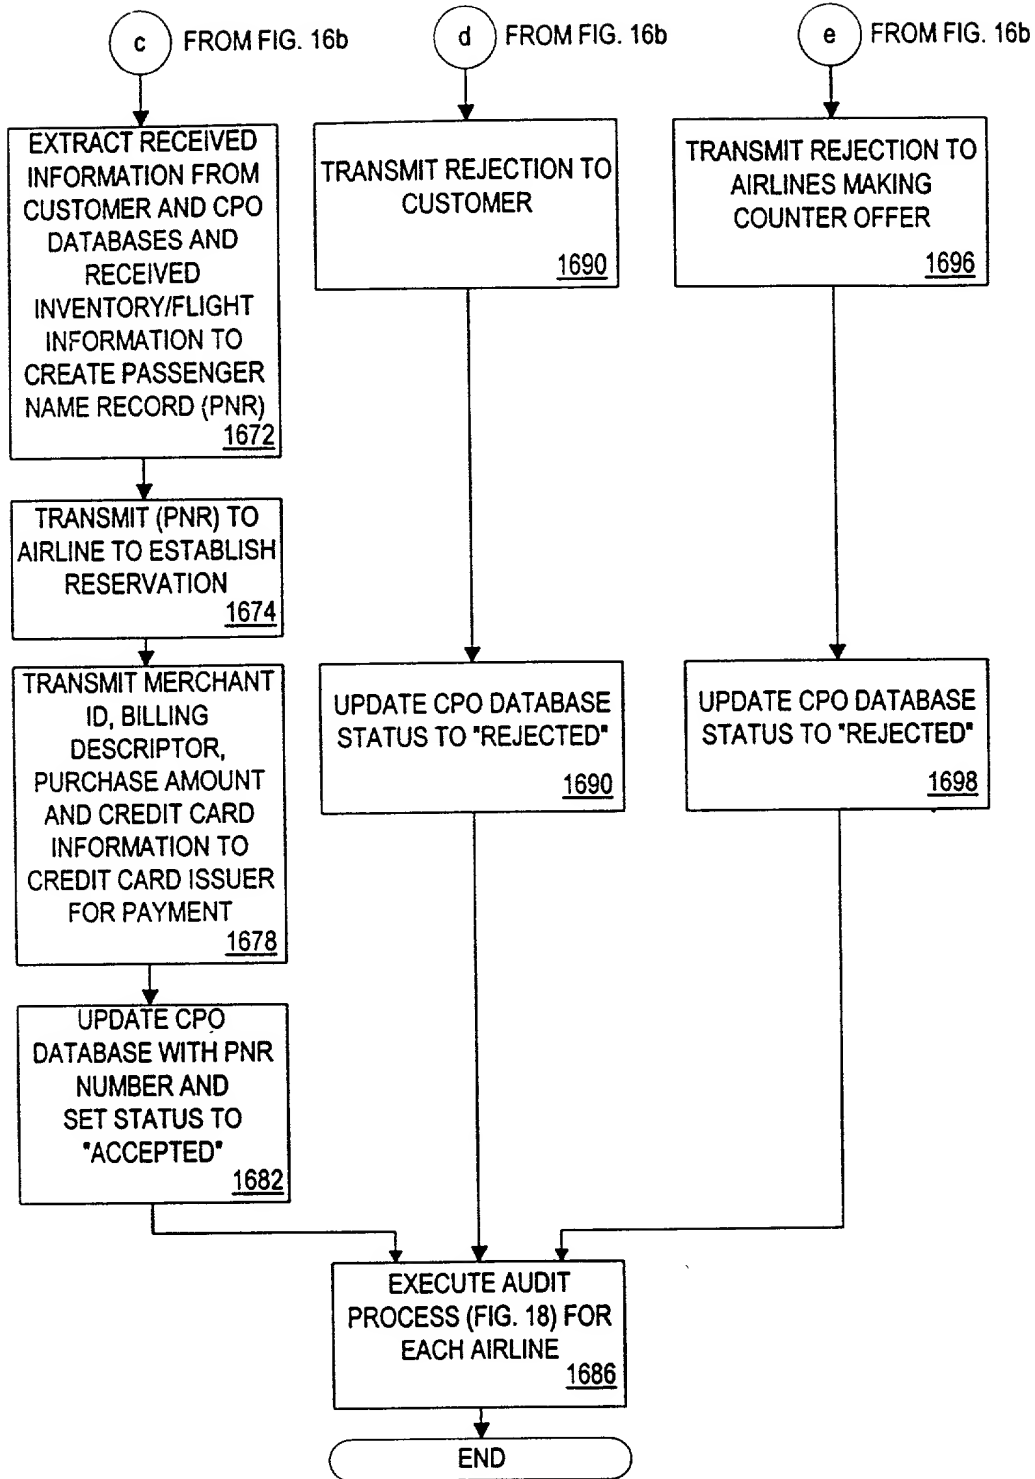 c FROM FIG. 16b
d FROM FIG. 16b
e FROM FIG. 16b
EXTRACT RECEIVED
INFORMATION FROM
CUSTOMER AND CPO
DATABASES AND
RECEIVED
INVENTORY/FLIGHT
INFORMATION TO
CREATE PASSENGER
NAME RECORD (PNR)
1672
TRANSMIT (PNR) TO
AIRLINE TO ESTABLISH
RESERVATION
1674
TRANSMIT MERCHANT
ID, BILLING
DESCRIPTOR,
PURCHASE AMOUNT
AND CREDIT CARD
INFORMATION TO
CREDIT CARD ISSUER
FOR PAYMENT
1678
UPDATE CPO
DATABASE WITH PNR
NUMBER AND
SET STATUS TO
"ACCEPTED"
1682
TRANSMIT REJECTION TO
CUSTOMER
1690
UPDATE CPO DATABASE
STATUS TO "REJECTED"
1690
TRANSMIT REJECTION TO
AIRLINES MAKING
COUNTER OFFER
1696
UPDATE CPO DATABASE
STATUS TO "REJECTED"
1698
EXECUTE AUDIT
PROCESS (FIG. 18) FOR
EACH AIRLINE
1686
END